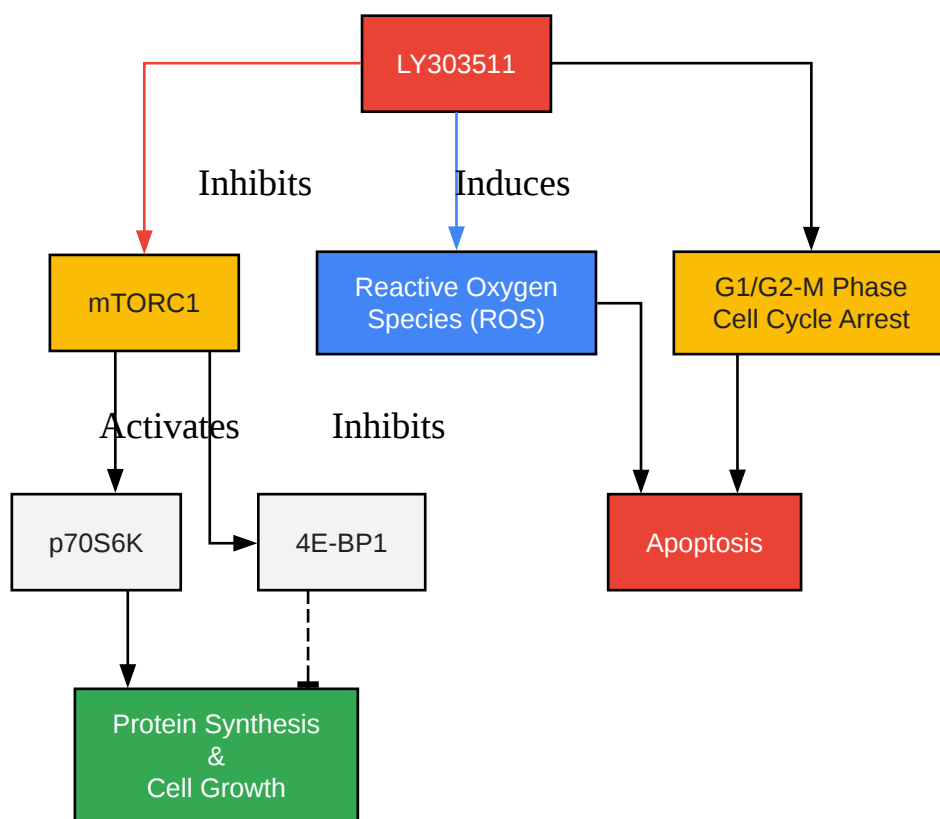 LY303511
Inhibits
Induces
mTORC1
Reactive Oxygen
Species (ROS)
G1/G2-M Phase
Cell Cycle Arrest
Activates
Inhibits
p70S6K
4E-BP1
Apoptosis
Protein Synthesis
&
Cell Growth